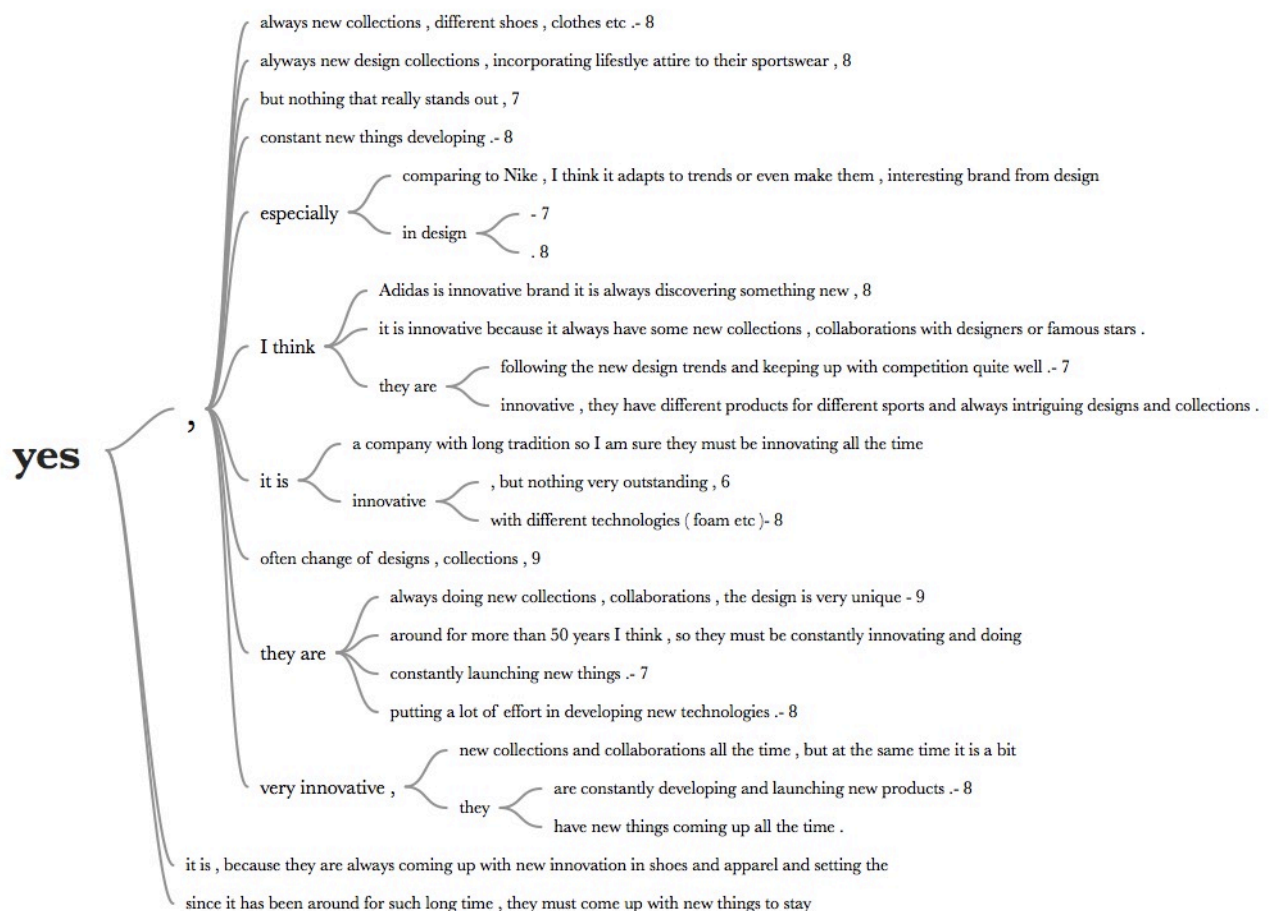 always new collections , different shoes , clothes etc .- 8
alyways new design collections , incorporating lifestlye attire to their sportswear , 8
but nothing that really stands out , 7
constant new things developing .- 8
comparing to Nike , I think it adapts to trends or even make them , interesting brand from design
especially
- 7
in design
. 8
Adidas is innovative brand it is always discovering something new , 8
it is innovative because it always have some new collections , collaborations with designers or famous stars .
I think
following the new design trends and keeping up with competition quite well .- 7
they are
innovative , they have different products for different sports and always intriguing designs and collections .
,
yes
a company with long tradition so I am sure they must be innovating all the time
it is
, but nothing very outstanding , 6
innovative
with different technologies ( foam etc )- 8
often change of designs , collections , 9
always doing new collections , collaborations , the design is very unique - 9
around for more than 50 years I think , so they must be constantly innovating and doing
they are
constantly launching new things .- 7
putting a lot of effort in developing new technologies .- 8
new collections and collaborations all the time , but at the same time it is a bit
very innovative ,
are constantly developing and launching new products .- 8
they
have new things coming up all the time .
it is , because they are always coming up with new innovation in shoes and apparel and setting the
since it has been around for such long time , they must come up with new things to stay